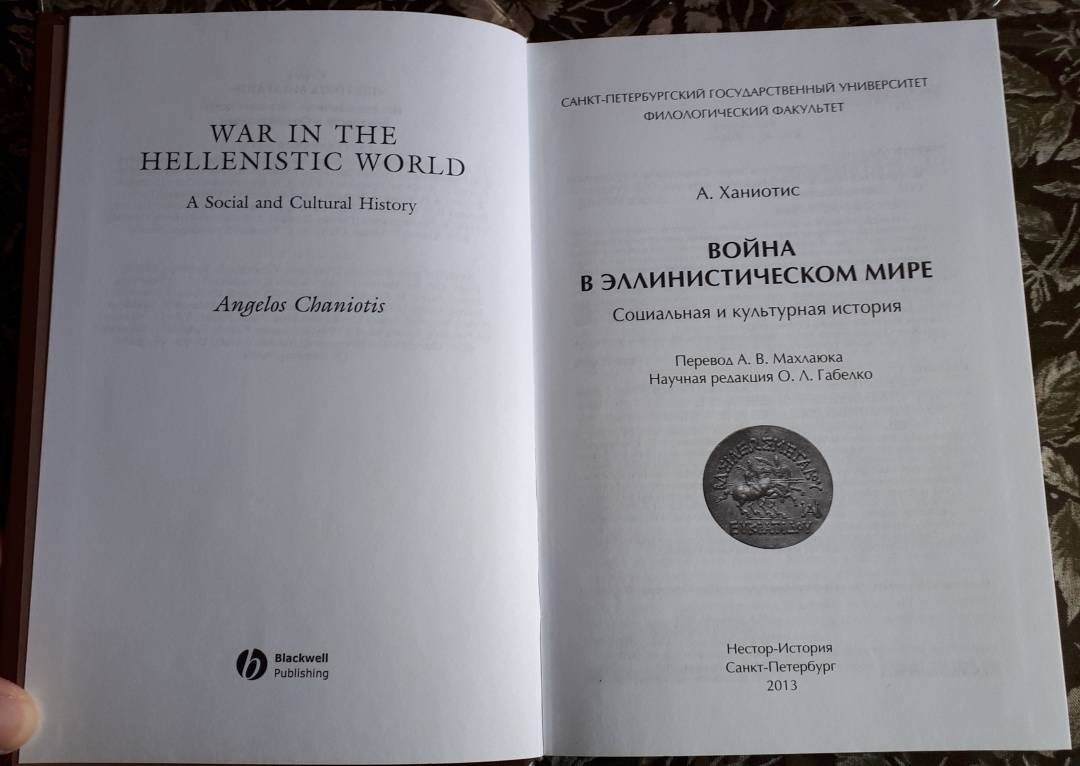 WAR IN THE
HELLENISTIC WORLD
A Social and Cultural History
Angelos Chaniotis
Blackwell
Publishing
САНКТ-ПЕТЕРБУРГСКИЙ ГОСУДАРСТВЕННЫЙ УНИВЕРСИТЕТ
ФИЛОЛОГИЧЕСКИЙ ФАКУЛЬТЕТ
А. Ханиотис
ВОЙНА
В ЭЛЛИНИСТИЧЕСКОМ МИРЕ
Социальная и культурная история
Перевод А. В. Махлаюка
Научная редакция О. Л. Габелко
Нестор-История
Санкт-Петербург
2013